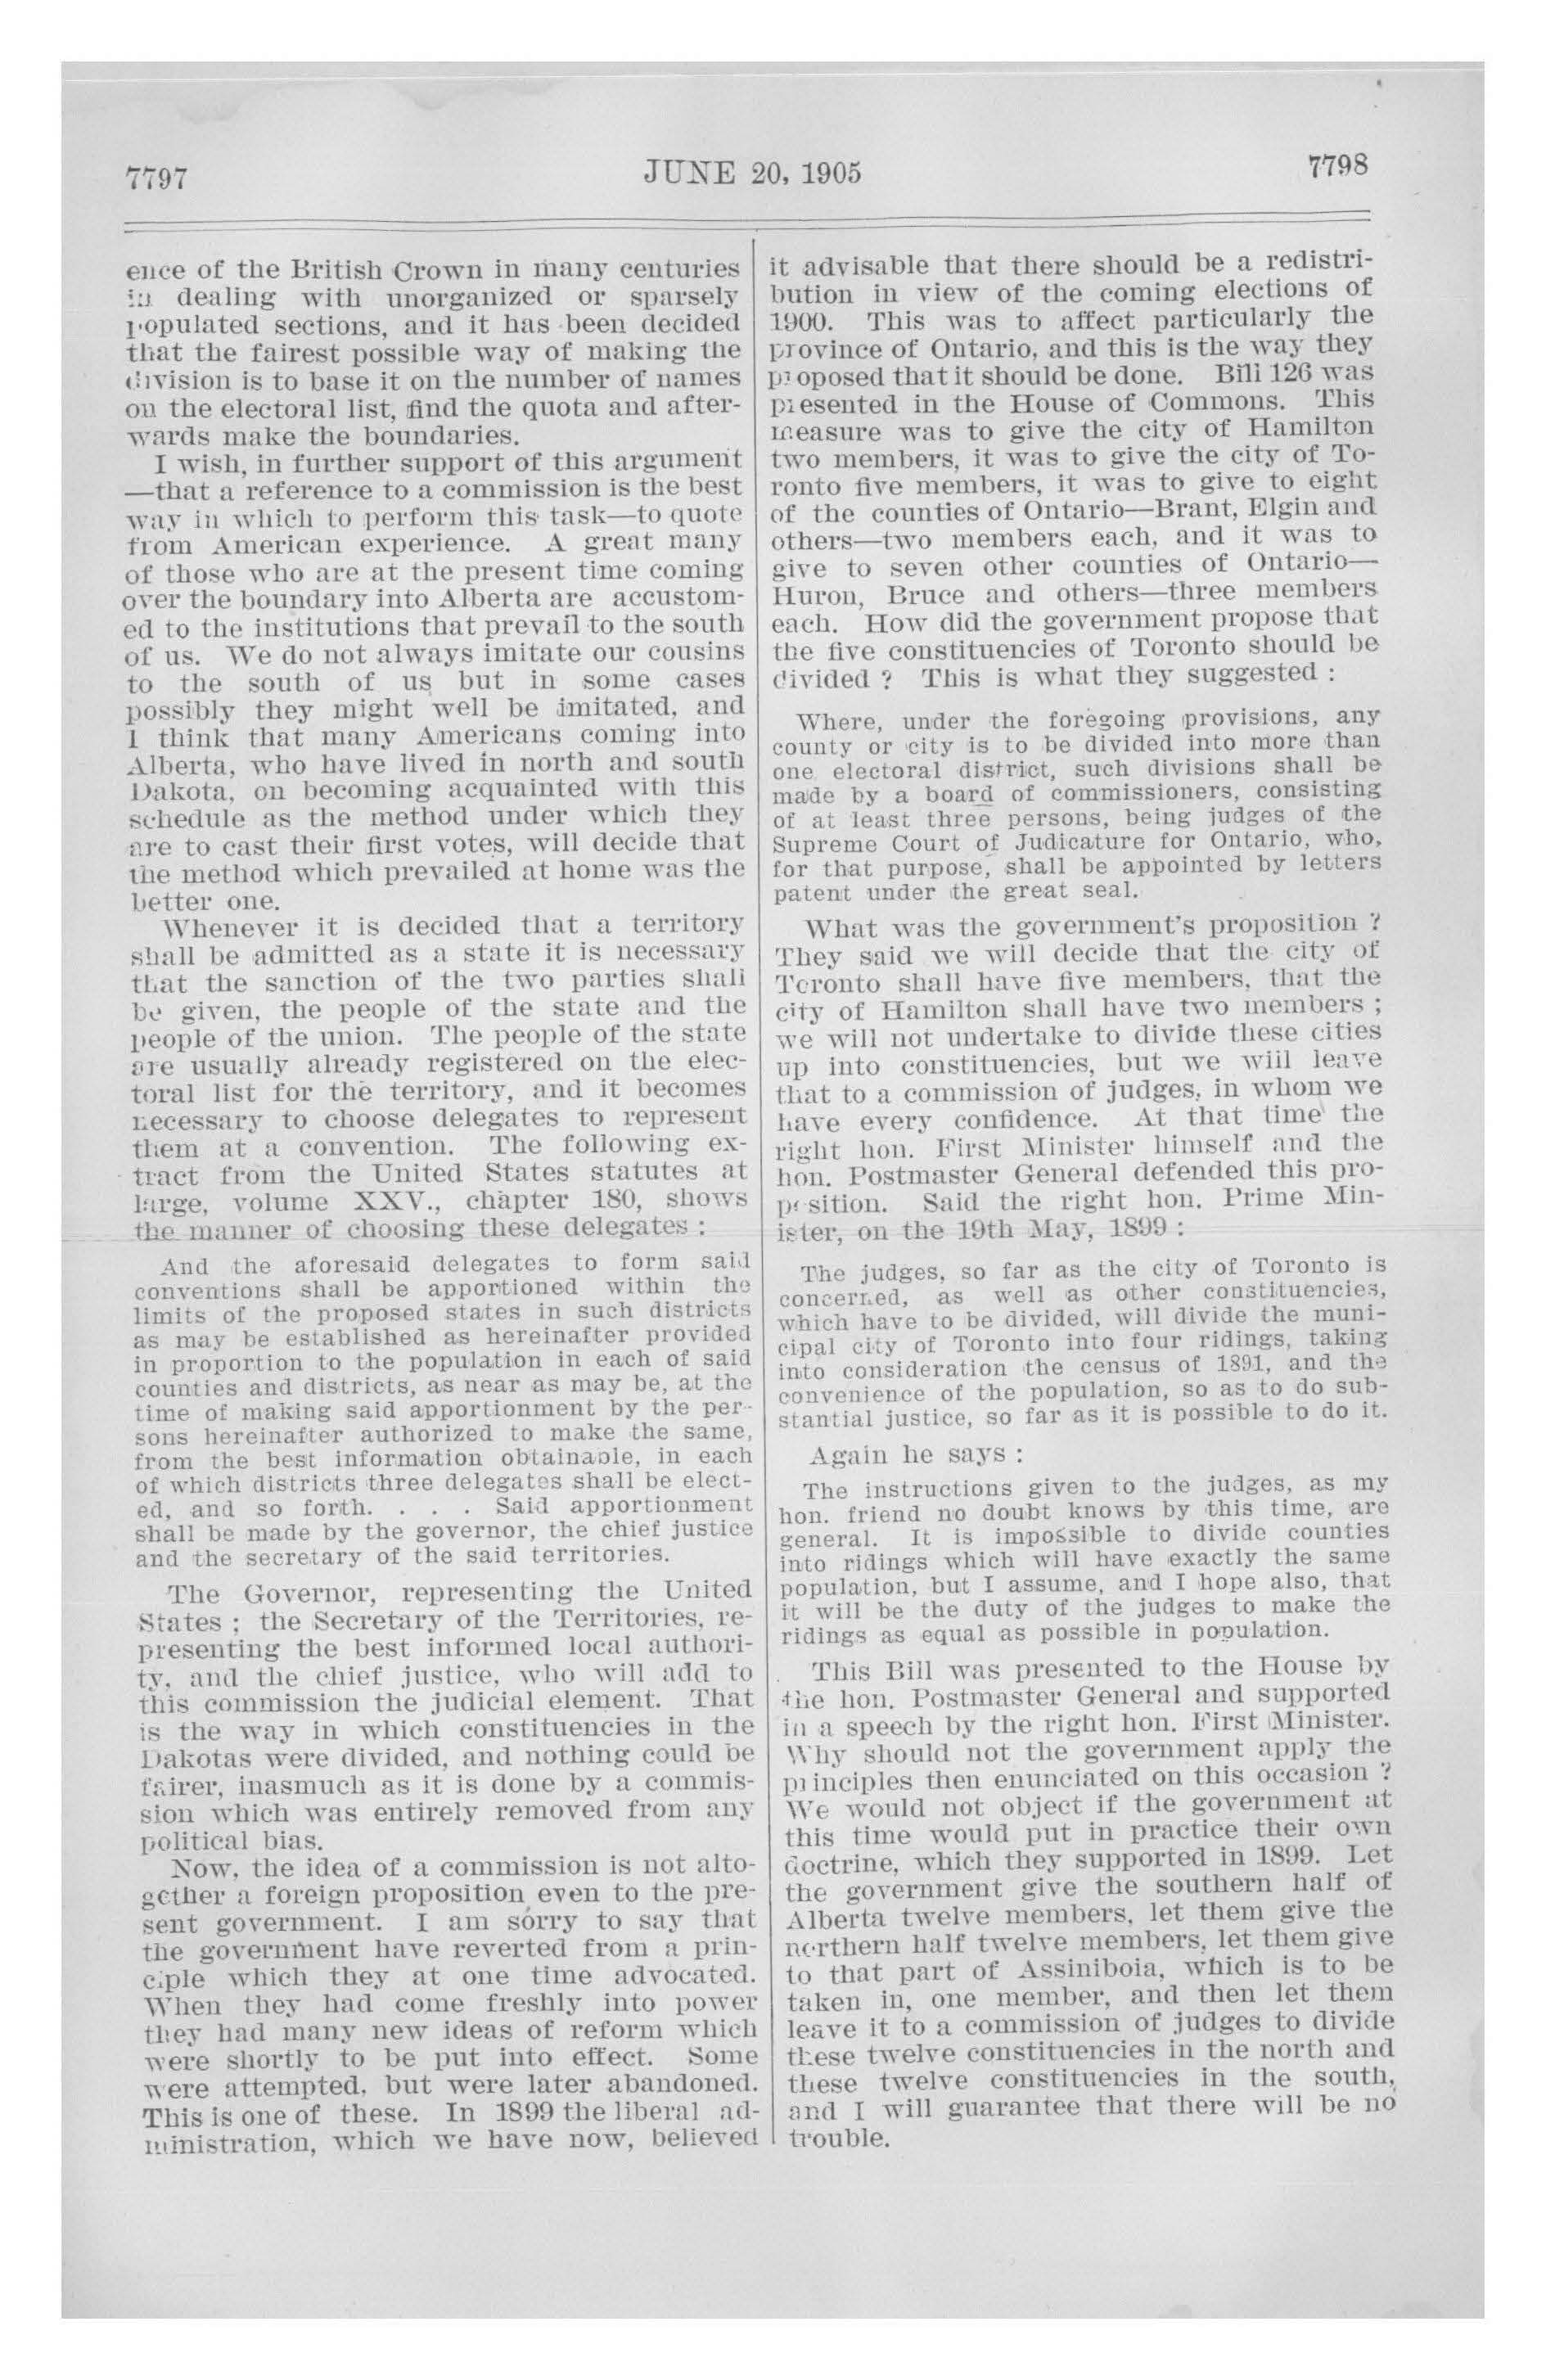 7797
JUNE 20, 1905
7798
ence of the British Crown in many centuries
in dealing with unorganized or sparsely
populated sections, and it has been decided
that the fairest possible way of making the
division is to base it on the number of names
on the electoral list, find the quota and after-
wards make the boundaries.
I wish, in further support of this argument
—that a reference to a commission is the best
way in which to perform this task—to quote
from American experience. A great many
of those who are at the present time coming
over the boundary into Alberta are accustom-
ed to the institutions that prevail to the south
of us. We do not always imitate our cousins
to the south of us but in some cases
possibly they might well be imitated, and
I think that many Americans coming into
Alberta, who have lived in north and south
Dakota, on becoming acquainted with this
schedule as the method under which they
are to cast their first votes, will decide that
the method which prevailed at home was the
better one.
Whenever it is decided that a territory
shall be admitted as a state it is necessary
that the sanction of the two parties shall
be given, the people of the state and the
people of the union. The people of the state
are usually already registered on the elec-
toral list for the territory, and it becomes
necessary to choose delegates to represent
them at a convention. The following ex-
tract from the United States statutes at
large, volume XXV., chapter 180, shows
the manner of choosing these delegates :
And the aforesaid delegates to form said
conventions shall be apportioned within the
limits of the proposed states in such districts
as may be established as hereinafter provided
in proportion to the population in each of said
counties and districts, as near as may be, at the
time of making said apportionment by the per-
sons hereinafter authorized to make the same,
from the best information obtainable, in each
of which districts three delegates shall be elect-
ed, and so forth. . . . Said apportionment
shall be made by the governor, the chief justice
and the secretary of the said territories.
The Governor, representing the United
States ; the Secretary of the Territories, re-
presenting the best informed local authori-
ty, and the chief justice, who will add to
this commission the judicial element. That
is the way in which constituencies in the
Dakotas were divided, and nothing could be
fairer, inasmuch as it is done by a commis-
sion which was entirely removed from any
political bias.
Now, the idea of a commission is not alto-
gether a foreign proposition even to the pre-
sent government. I am sorry to say that
the government have reverted from a prin-
ciple which they at one time advocated.
When they had come freshly into power
they had many new ideas of reform which
were shortly to be put into effect. Some
were attempted, but were later abandoned.
This is one of these. In 1899 the liberal ad-
ministration, which we have now, believed
it advisable that there should be a redistri-
bution in view of the coming elections of
1900. This was to affect particularly the
province of Ontario, and this is the way they
proposed that it should be done. Bill 126 was
presented in the House of Commons. This
measure was to give the city of Hamilton
two members, it was to give the city of To-
ronto five members, it was to give to eight
of the counties of Ontario—Brant, Elgin and
others—two members each, and it was to
give to seven other counties of Ontario—
Huron, Bruce and others—three members
each. How did the government propose that
the five constituencies of Toronto should be
divided ? This is what they suggested :
Where, under the foregoing provisions, any
county or city is to be divided into more than
one electoral district, such divisions shall be
made by a board of commissioners, consisting
of at least three persons, being judges of the
Supreme Court of Judicature for Ontario, who,
for that purpose, shall be appointed by letters
patent under the great seal.
What was the government's proposition ?
They said we will decide that the city of
Toronto shall have five members, that the
city of Hamilton shall have two members ;
we will not undertake to divide these cities
up into constituencies, but we will leave
that to a commission of judges, in whom we
have every confidence. At that time the
right hon. First Minister himself and the
hon. Postmaster General defended this pro-
position. Said the right hon. Prime Min-
ister, on the 19th May, 1899 :
The judges, so far as the city of Toronto is
concerned, as well as other constituencies,
which have to be divided, will divide the muni-
cipal city of Toronto into four ridings, taking
into consideration the census of 1891, and the
convenience of the population, so as to do sub-
stantial justice, so far as it is possible to do it.
Again he says :
The instructions given to the judges, as my
hon. friend no doubt knows by this time, are
general. It is impossible to divide counties
into ridings which will have exactly the same
population, but I assume, and I hope also, that
it will be the duty of the judges to make the
ridings as equal as possible in population.
This Bill was presented to the House by
the hon. Postmaster General and supported
in a speech by the right hon. First Minister.
Why should not the government apply the
principles then enunciated on this occasion ?
We would not object if the government at
this time would put in practice their own
doctrine, which they supported in 1899. Let
the government give the southern half of
Alberta twelve members, let them give the
northern half twelve members, let them give
to that part of Assiniboia, which is to be
taken in, one member, and then let them
leave it to a commission of judges to divide
these twelve constituencies in the north and
these twelve constituencies in the south,
and I will guarantee that there will be no
trouble.